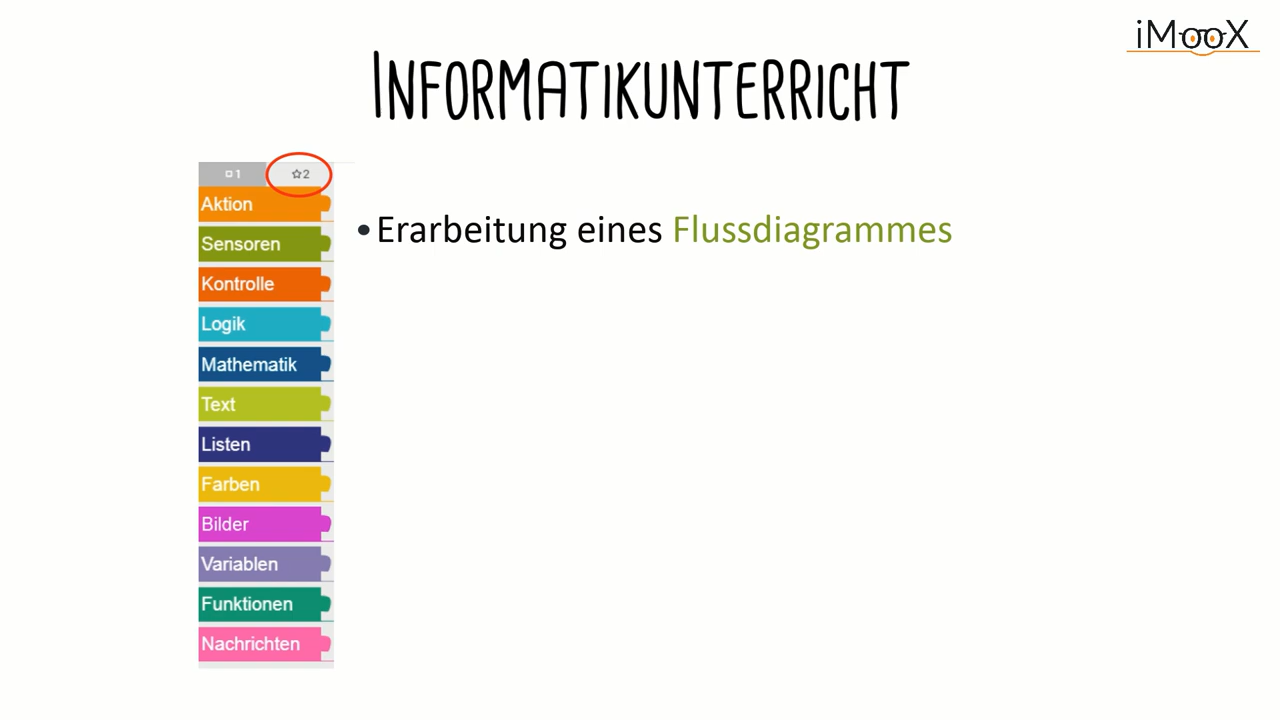 iMooX
INFORMATIKUNTERRICHT
1
2
Aktion
Sensoren
Kontrolle
Logik
Mathematik
Text
Listen
Farben
Bilder
Variablen
Funktionen
Nachrichten
•Erarbeitung eines Flussdiagrammes